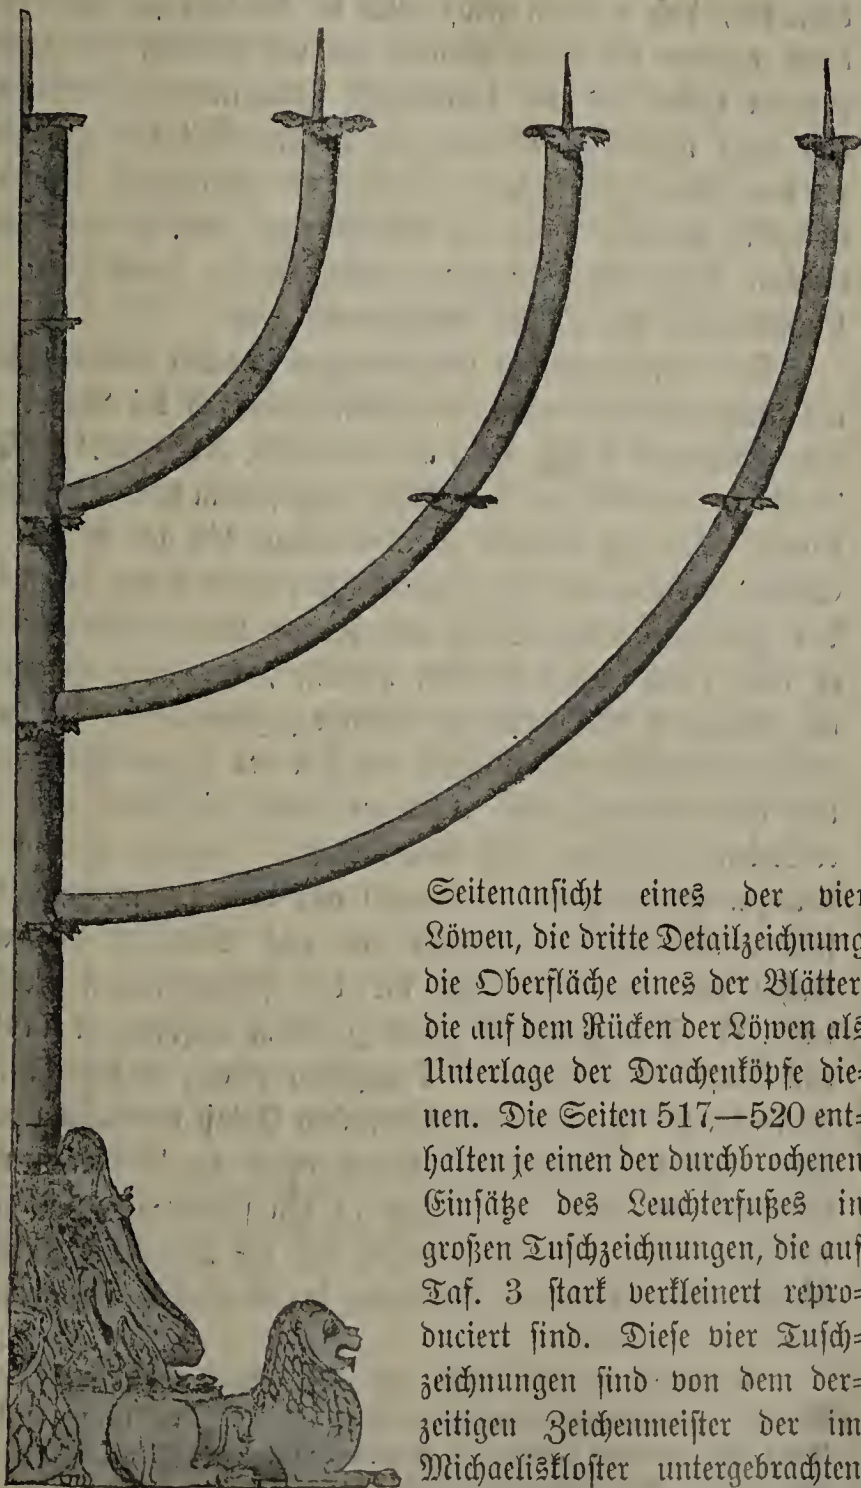 Seitenansicht eines der vier
Löwen, die dritte Detailzeichnung
die Oberfläche eines der Blätter,
die auf dem Rücken der Löwen als
Unterlage der Drachenköpfe die=
nen. Die Seiten 517—520 ent=
halten je einen der durchbrochenen
Einsätze des Leuchterfußes in
großen Tuschzeichnungen, die auf
Taf. 3 stark verkleinert repro=
duciert sind. Diese vier Tusch=
zeichnungen sind von dem der=
zeitigen Zeichenmeister der im
Michaeliskloster untergebrachten